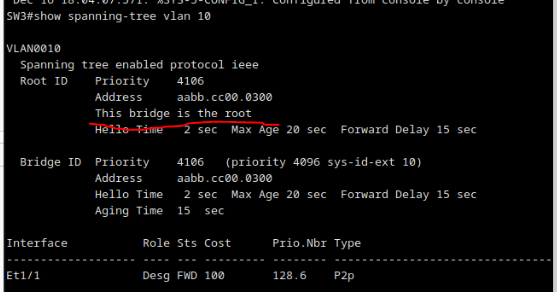 Dec 16 18:04:07.571: %SYS-5-CONFIG_I: Configured from console by console
SW3#show spanning-tree vlan 10
VLAN0010
Spanning tree enabled protocol ieee
Root ID Priority 4106
Address aabb.cc00.0300
This bridge is the root
Hello Time 2 sec Max Age 20 sec Forward Delay 15 sec
Bridge ID Priority 4106 (priority 4096 sys-id-ext 10)
Address aabb.cc00.0300
Hello Time 2 sec Max Age 20 sec Forward Delay 15 sec
Aging Time 15 sec
Interface Role Sts Cost Prio.Nbr Type
------------------- ---- --- --------- -------- --------------------------------
Et1/1 Desg FWD 100 128.6 P2p